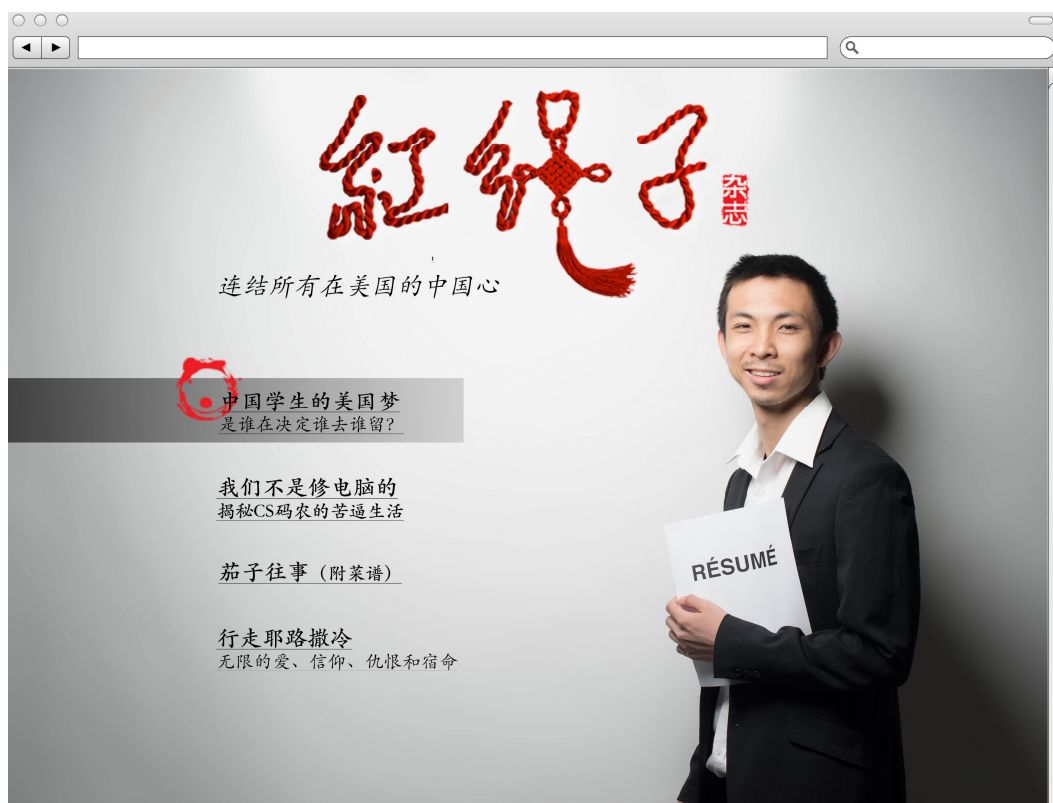 紅绳子
杂志
连结所有在美国的中国心
中国学生的美国梦
是谁在决定谁去谁留?
我们不是修电脑的
揭秘CS码农的苦逼生活
茄子往事（附菜谱）
行走耶路撒冷
无限的爱、信仰、仇恨和宿命
RÉSUMÉ